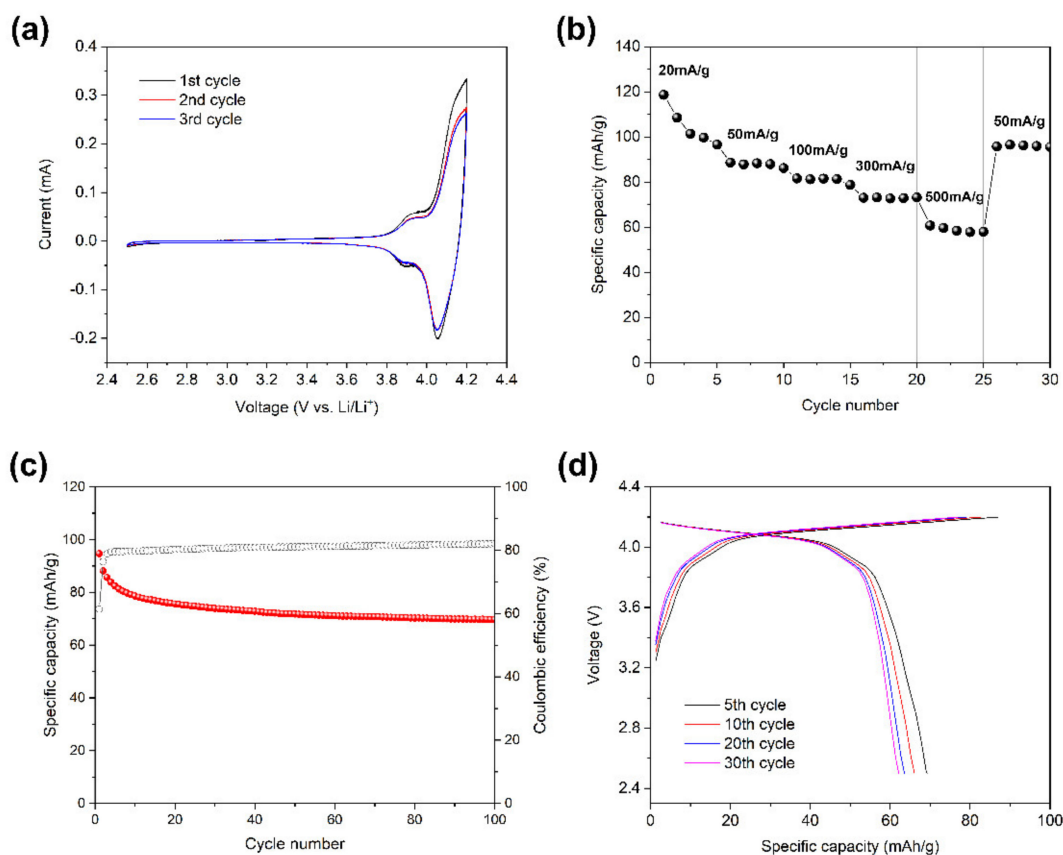 (a)
0.4
0.3
0.2
0.1
0.0
-0.1
-0.2
Current (mA)
1st cycle
2nd cycle
3rd cycle
2.4 2.6 2.8 3.0 3.2 3.4 3.6 3.8 4.0 4.2 4.4
Voltage (V vs. Li/Li⁺)
(b)
140
120
100
80
60
40
20
0
Specific capacity (mAh/g)
20mA/g
50mA/g
100mA/g
300mA/g
500mA/g
50mA/g
0 5 10 15 20 25 30
Cycle number
(c)
120
100
80
60
40
20
0
Specific capacity (mAh/g)
100
80
60
40
20
0
Coulombic efficiency (%)
0 20 40 60 80 100
Cycle number
(d)
4.4
4.0
3.6
3.2
2.8
2.4
Voltage (V)
5th cycle
10th cycle
20th cycle
30th cycle
0 20 40 60 80 100
Specific capacity (mAh/g)